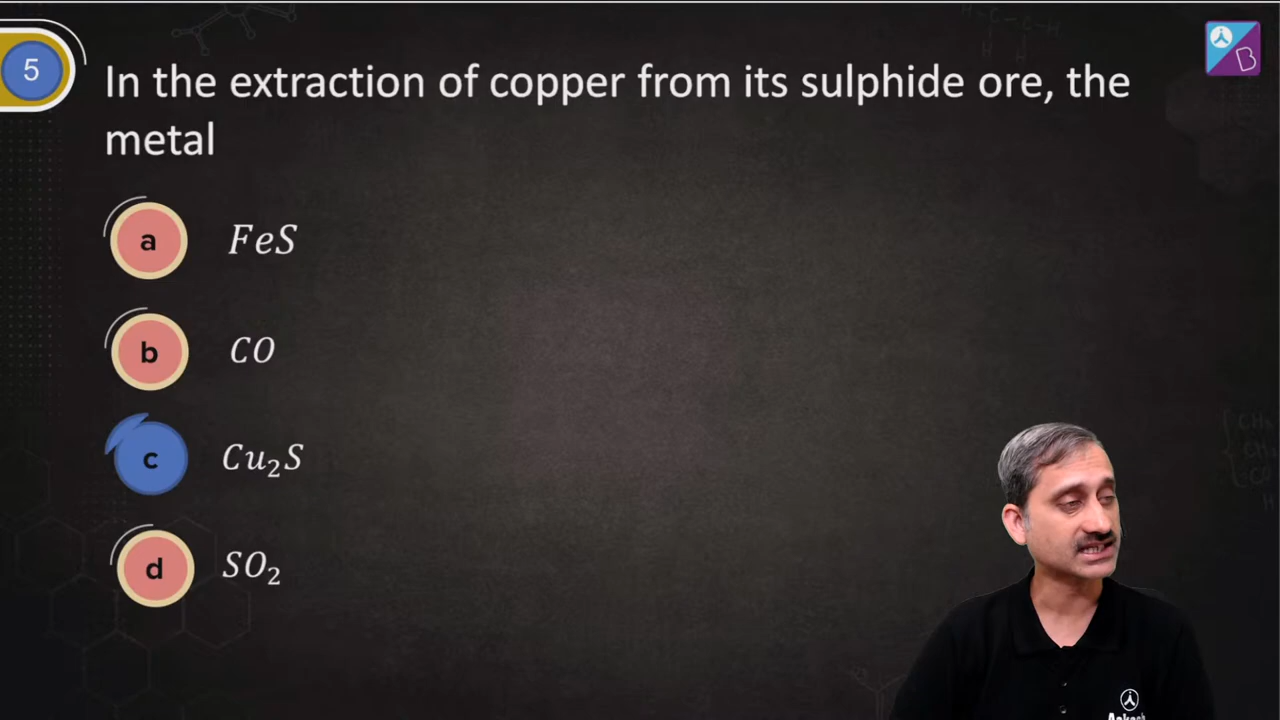 5
In the extraction of copper from its sulphide ore, the
metal
a FeS
b CO
c Cu₂S
d SO₂